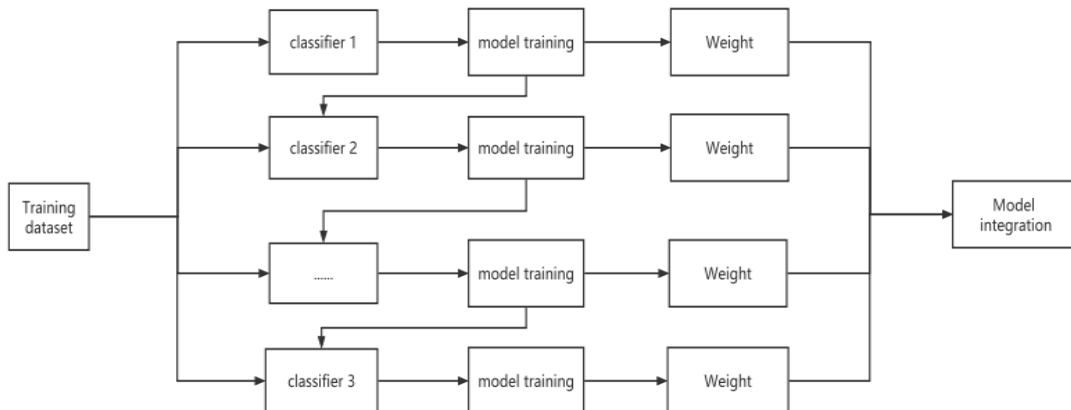 classifier 1
model training
Weight
classifier 2
model training
Weight
Training
dataset
Model
integration
......
model training
Weight
classifier 3
model training
Weight